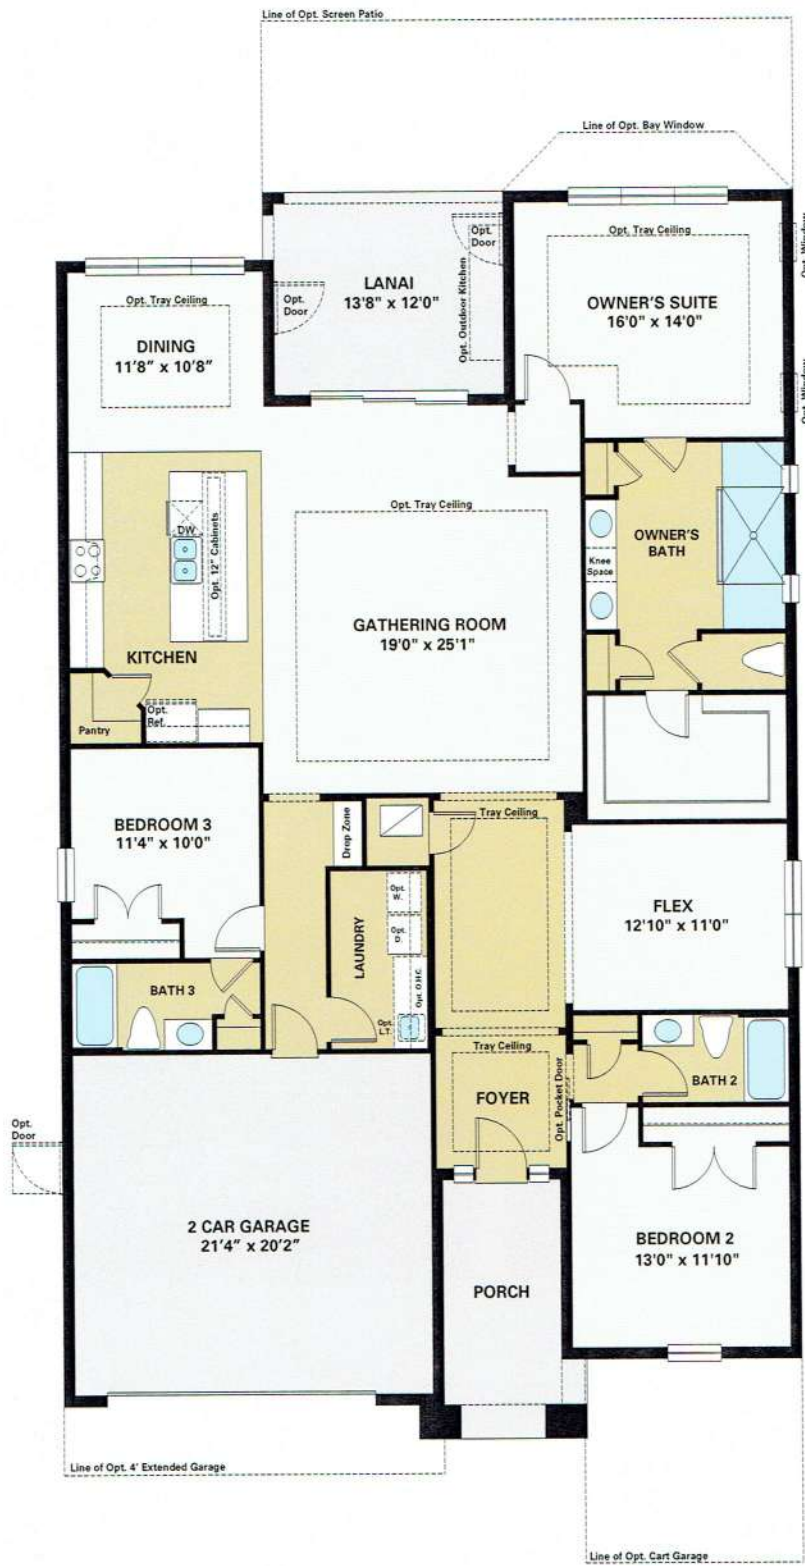 Line of Opt. Screen Patio
Line of Opt. Bay Window
Opt. Tray Ceiling
Opt. Window
Opt.
Door
LANAI
13'8" x 12'0"
Opt. Outdoor Kitchen
Opt.
Door
OWNER'S SUITE
16'0" x 14'0"
Opt. Tray Ceiling
DINING
11'8" x 10'8"
Opt. Window
Opt. Tray Ceiling
DW
Opt. 12" Cabinets
OWNER'S
BATH
Knee
Space
GATHERING ROOM
19'0" x 25'1"
KITCHEN
Opt.
Ref.
Pantry
BEDROOM 3
11'4" x 10'0"
Drop Zone
Tray Ceiling
Opt.
W.
Opt.
D.
LAUNDRY
Opt. O.H.C.
Opt.
L.T.
FLEX
12'10" x 11'0"
BATH 3
Tray Ceiling
FOYER
Opt. Pocket Door
BATH 2
Opt.
Door
2 CAR GARAGE
21'4" x 20'2"
PORCH
BEDROOM 2
13'0" x 11'10"
Line of Opt. 4' Extended Garage
Line of Opt. Cart Garage